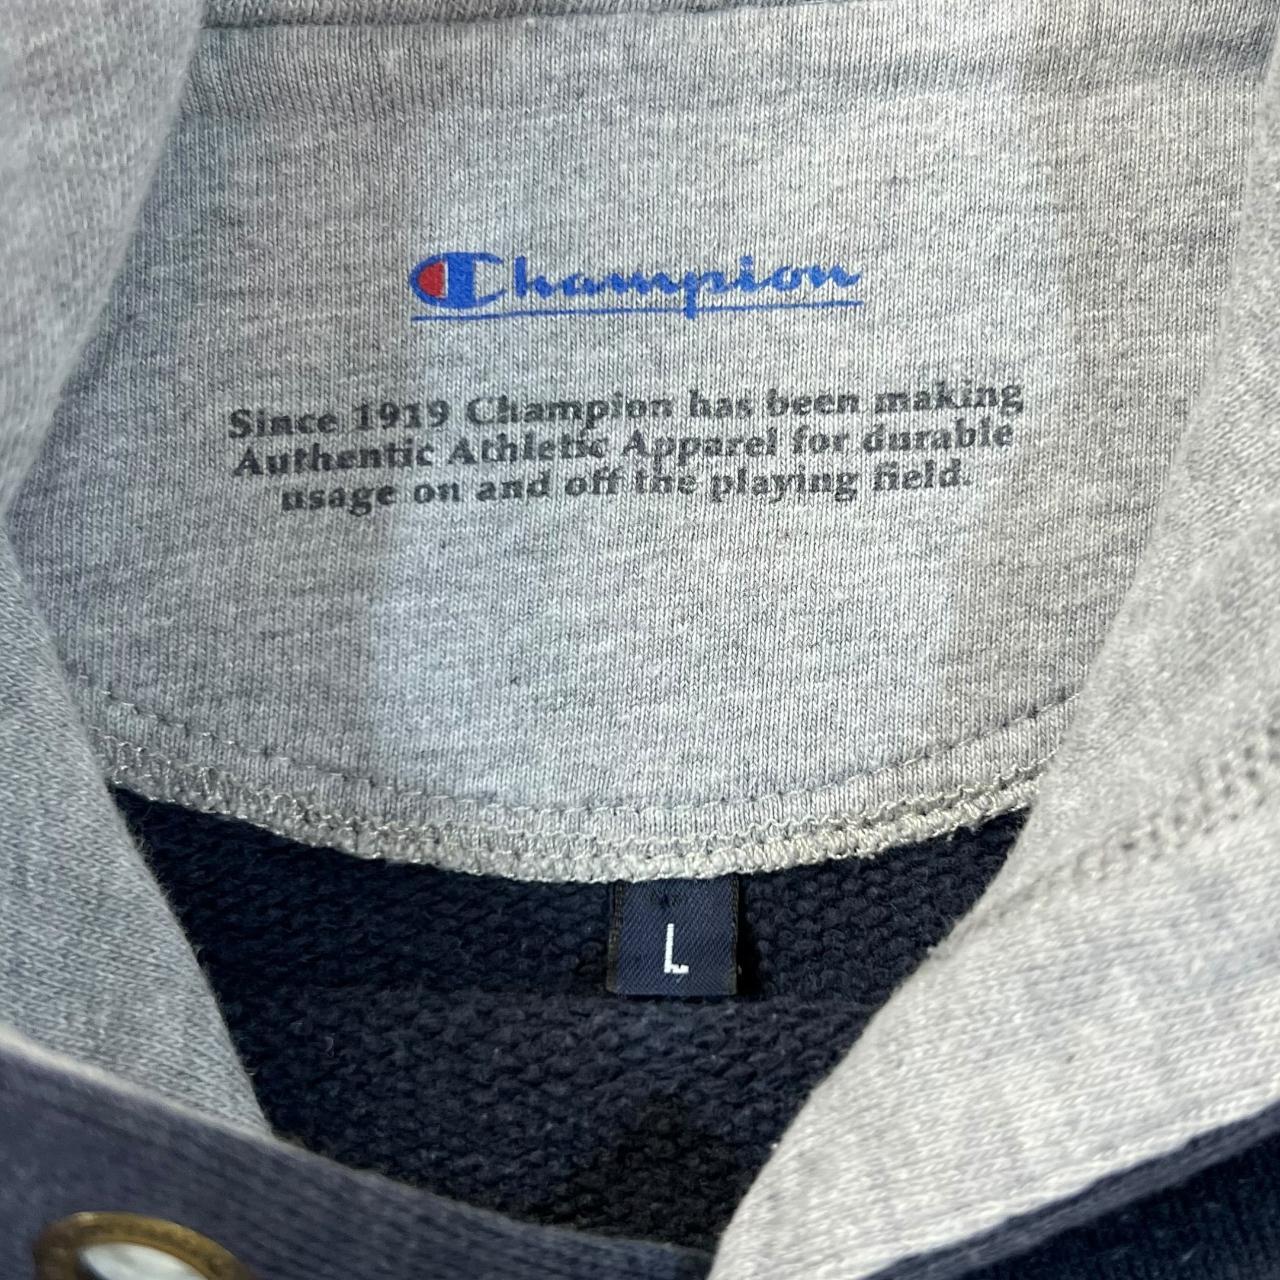 Champion
Since 1919 Champion has been making
Authentic Athletic Apparel for durable
usage on and off the playing field.
L